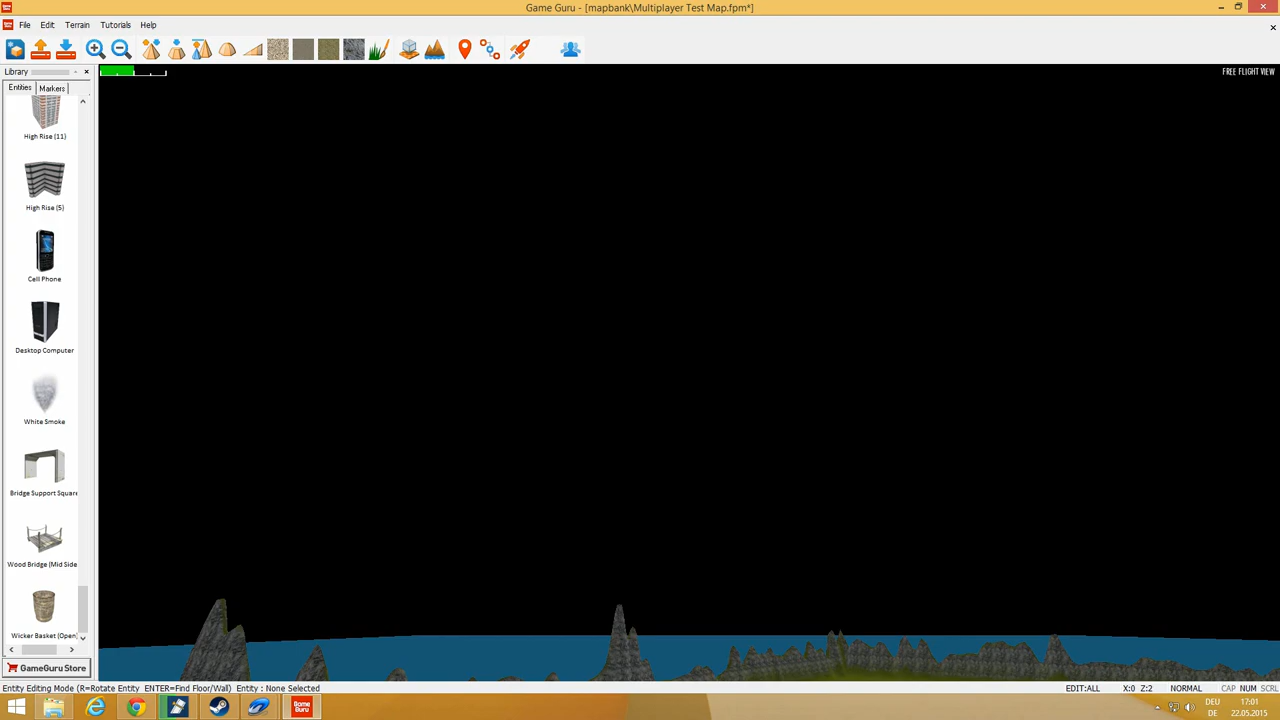 Game Guru - [mapbank\Multiplayer Test Map.fpm*]
File Edit Terrain Tutorials Help
Library
Entities Markers
FREE FLIGHT VIEW
High Rise (11)
High Rise (5)
Cell Phone
Desktop Computer
White Smoke
Bridge Support Square
Wood Bridge (Mid Side
Wicker Basket (Open)
GameGuru Store
Entity Editing Mode (R=Rotate Entity ENTER=Find Floor/Wall) Entity : None Selected
EDIT:ALL X:0 Z:2 NORMAL CAP NUM SCRL
GAME GURU
DEU 17:01
DE 22.05.2015